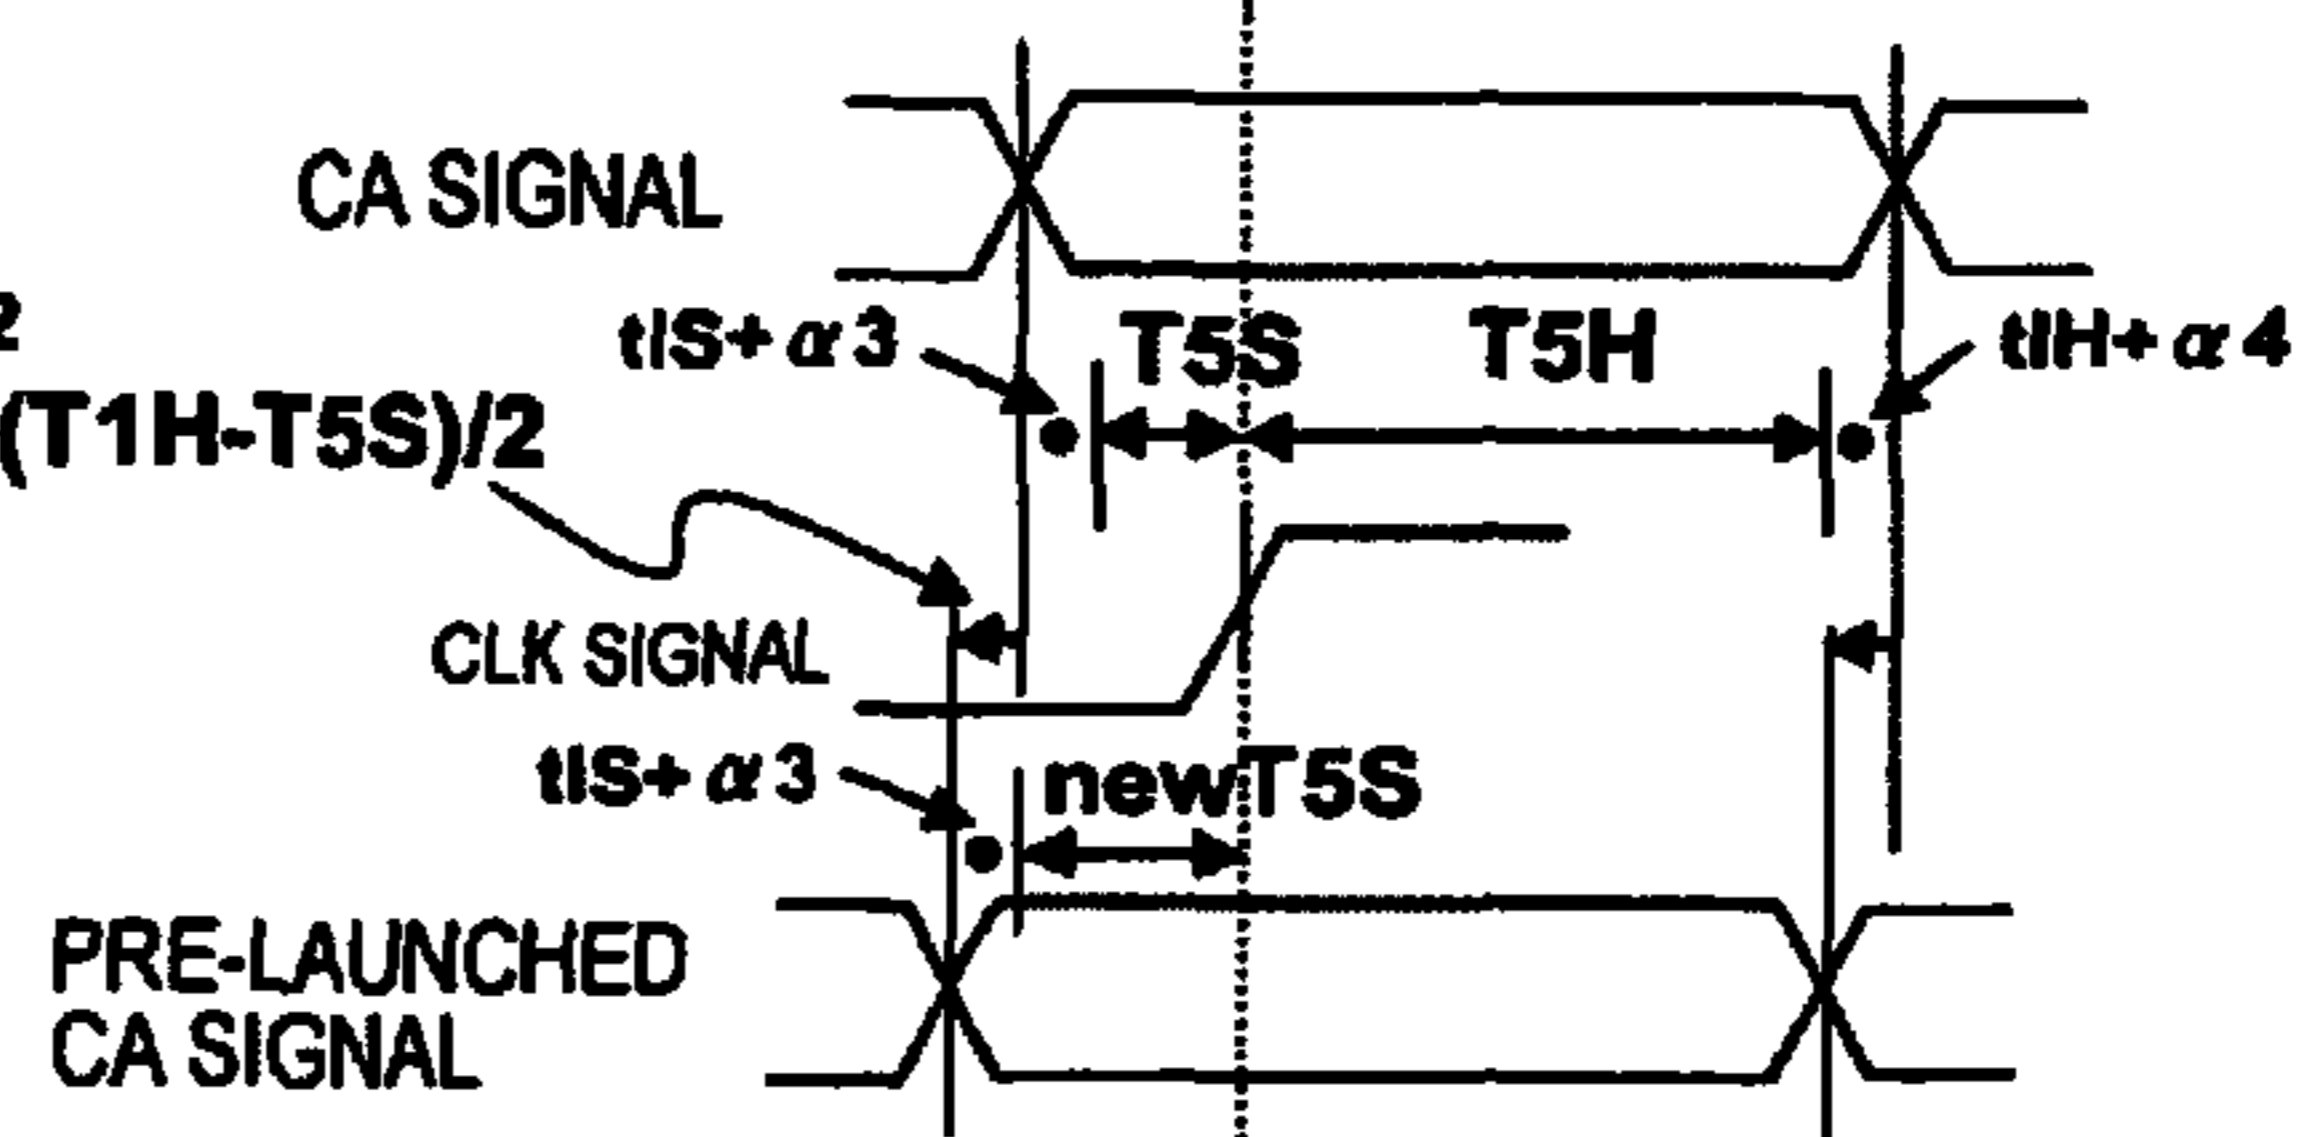 CA SIGNAL
2
tIS+α3
T5S
T5H
tIH+α4
(T1H-T5S)/2
CLK SIGNAL
tIS+α3
newT5S
PRE-LAUNCHED
CA SIGNAL